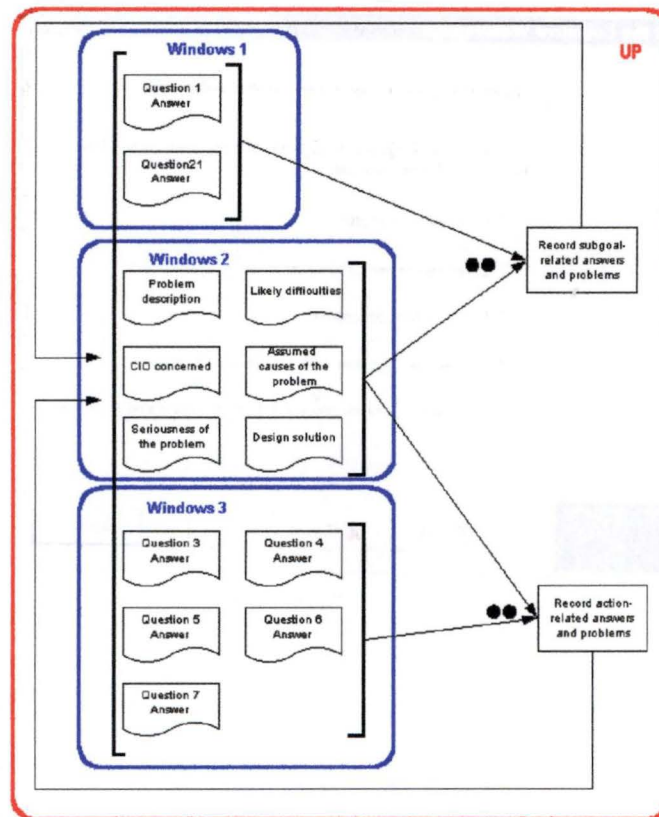 UP
Windows 1
Question 1
Answer
Question21
Answer
Windows 2
Problem
description
Likely difficulties
CIO concerned
Assumed
causes of the
problem
Seriousness of
the problem
Design solution
Windows 3
Question 3
Answer
Question 4
Answer
Question 5
Answer
Question 6
Answer
Question 7
Answer
Record subgoal-
related answers
and problems
Record action-
related answers
and problems